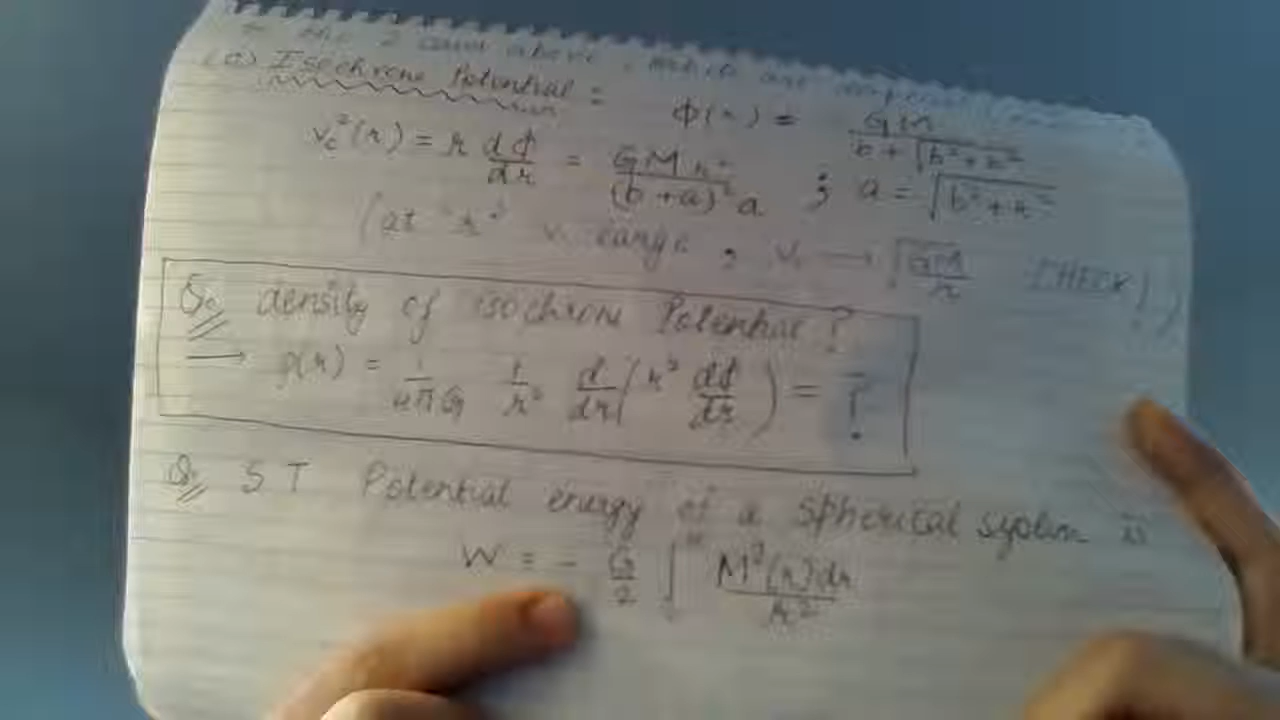 (c) Isochrone Potential : φ(r) = GM / b + √b²+r²
v_c²(r) = r dφ/dr = GM r² / (b + a)² a ; a = √b²+r²
(at "r" v. large ; v_c → √GM/r CHECK!)
Q. density of isochrone Potential ?
→ ρ(r) = 1/4πG 1/r² d/dr (r² dφ/dr) = ?
Q. S T Potential energy of a spherical system is
W = - G/2 ∫ M²(r)dr / r²